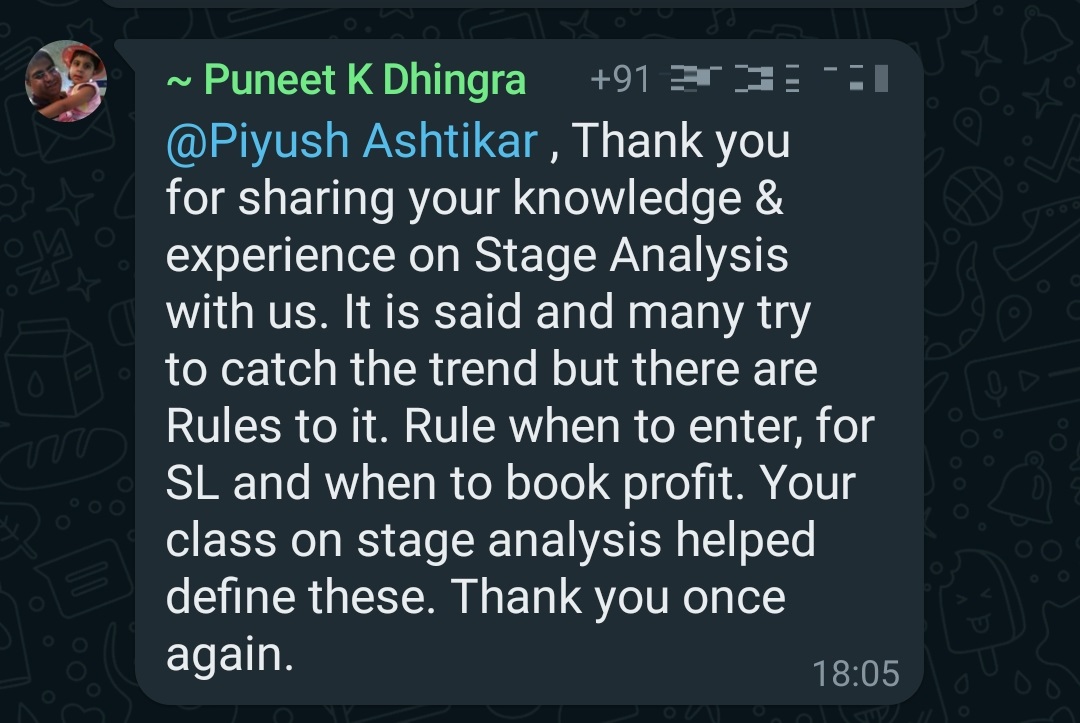 ~ Puneet K Dhingra +91
@Piyush Ashtikar , Thank you
for sharing your knowledge &
experience on Stage Analysis
with us. It is said and many try
to catch the trend but there are
Rules to it. Rule when to enter, for
SL and when to book profit. Your
class on stage analysis helped
define these. Thank you once
again.
18:05